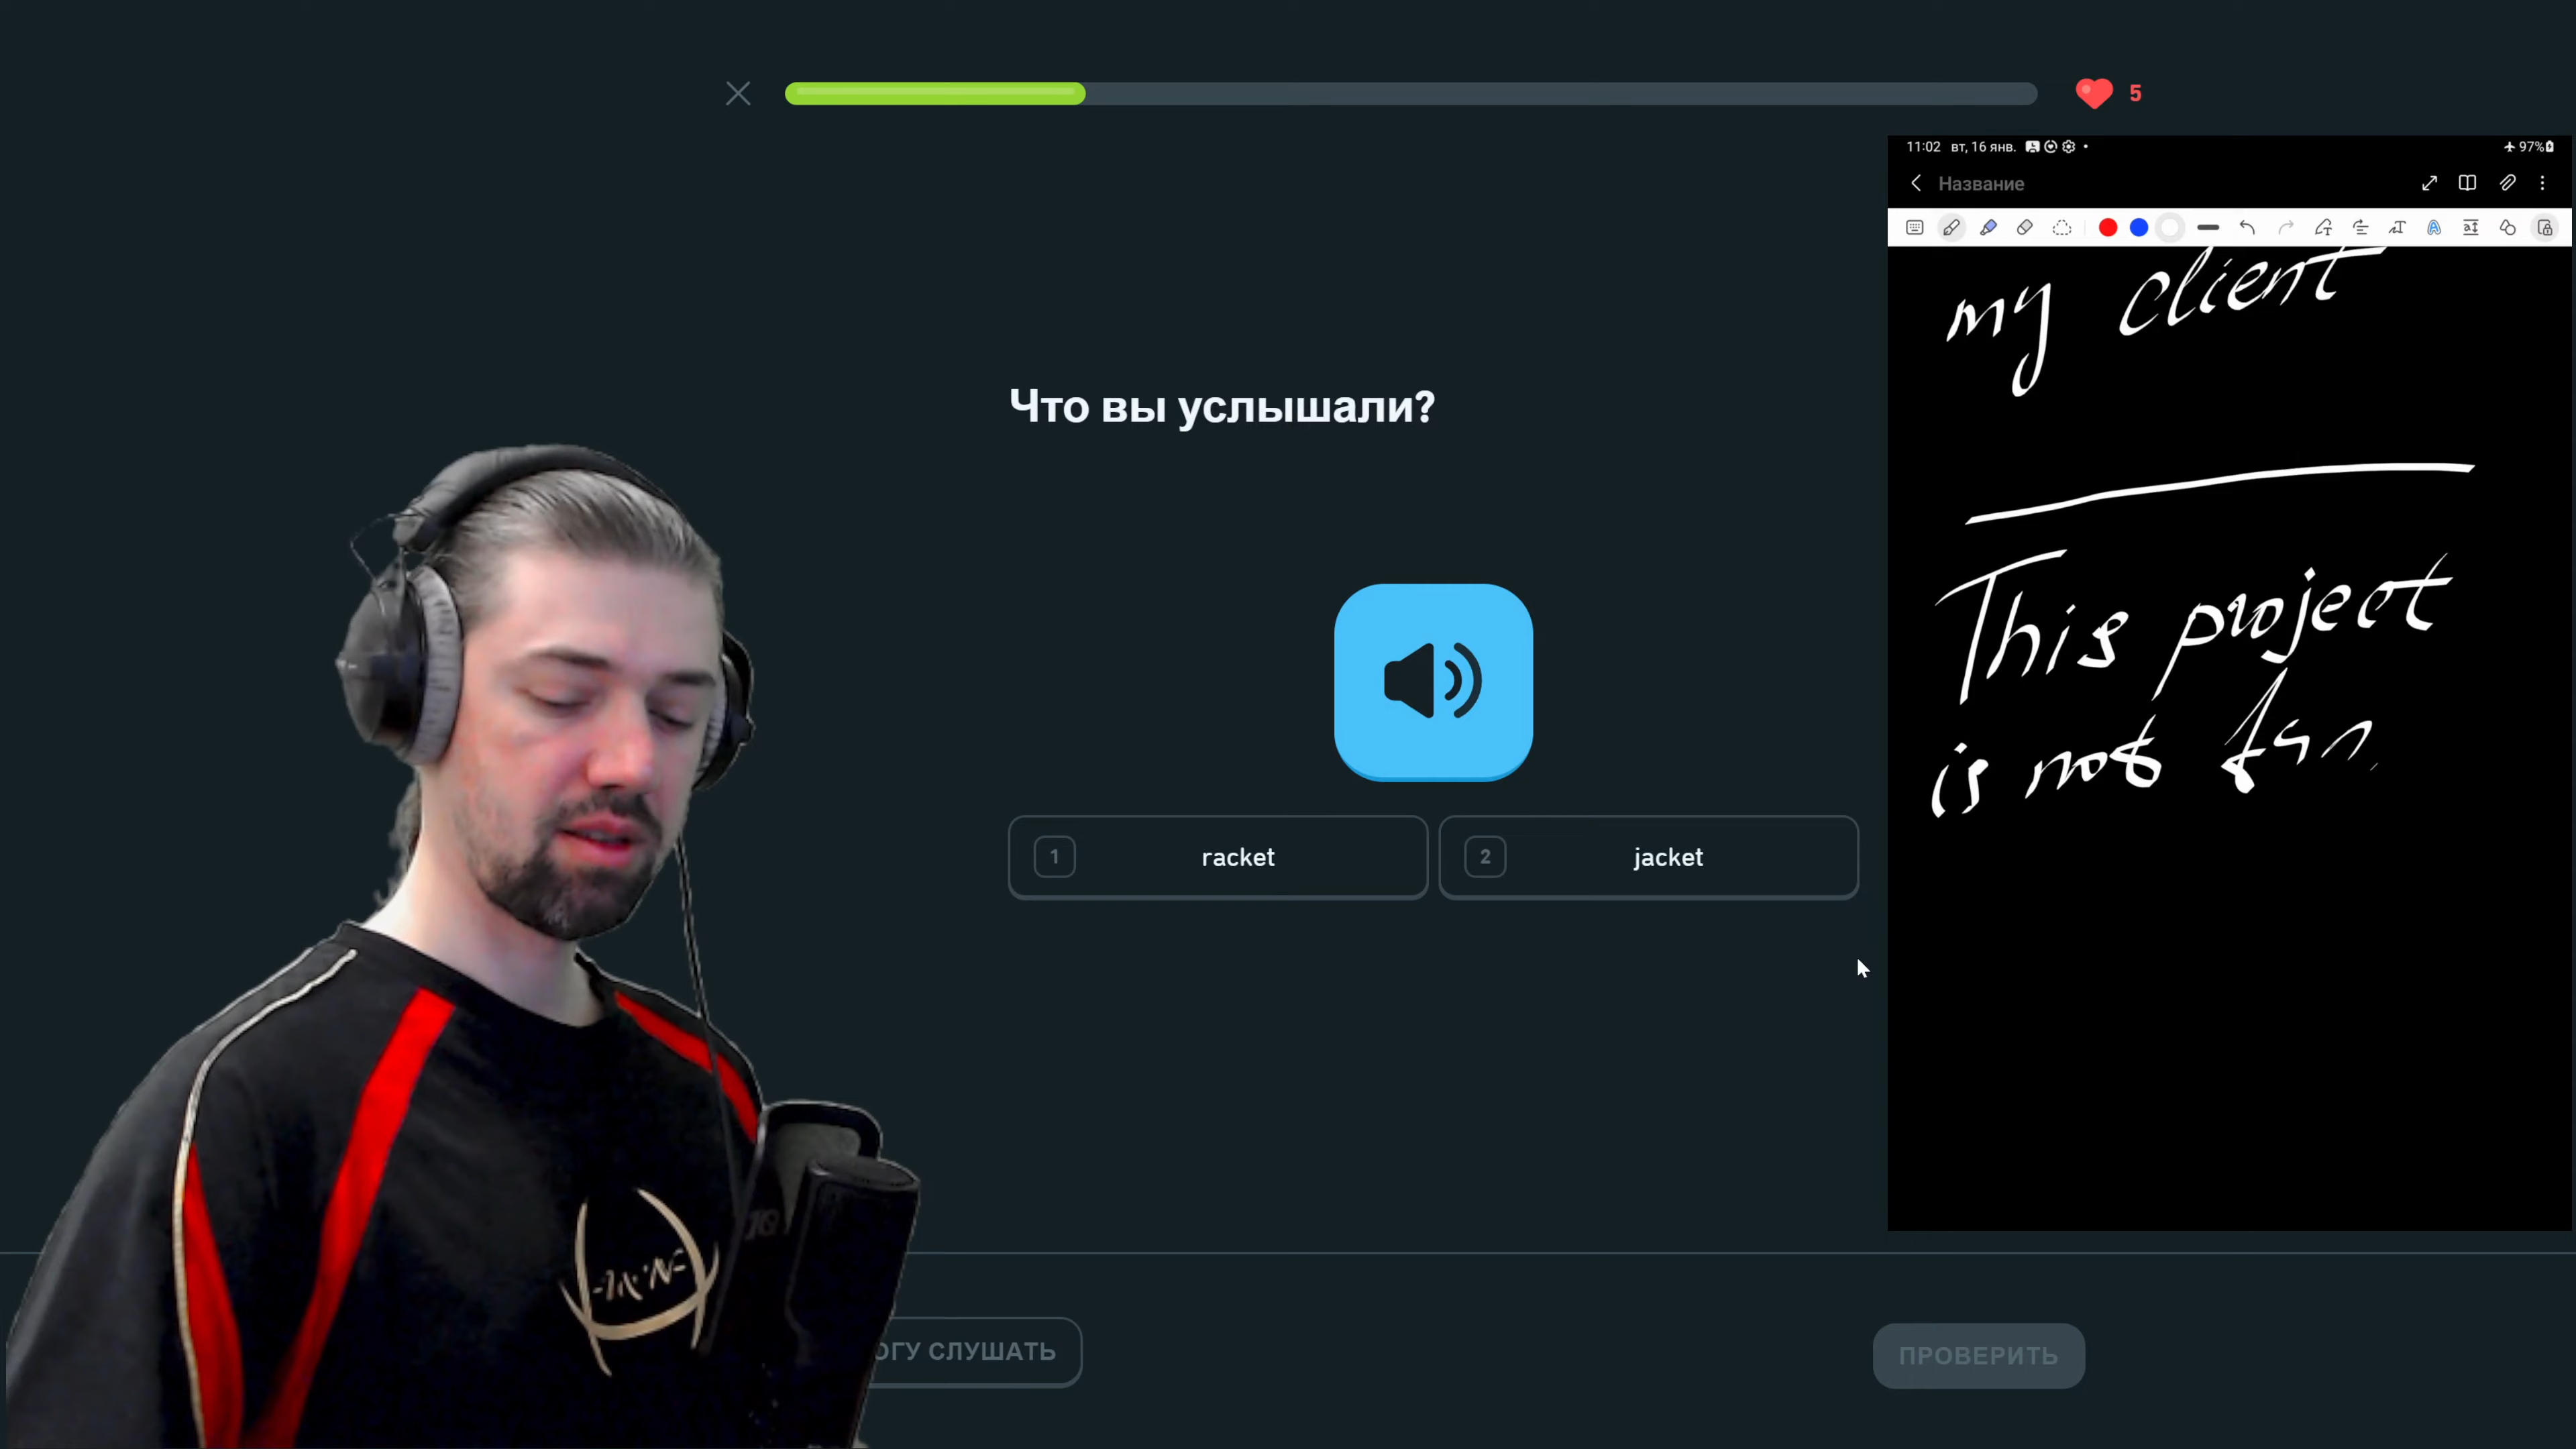 5
11:02 вт, 16 янв. 97%
Название
my client
Что вы услышали?
This project
is not fun.
1 racket
2 jacket
ОГУ СЛУШАТЬ
ПРОВЕРИТЬ